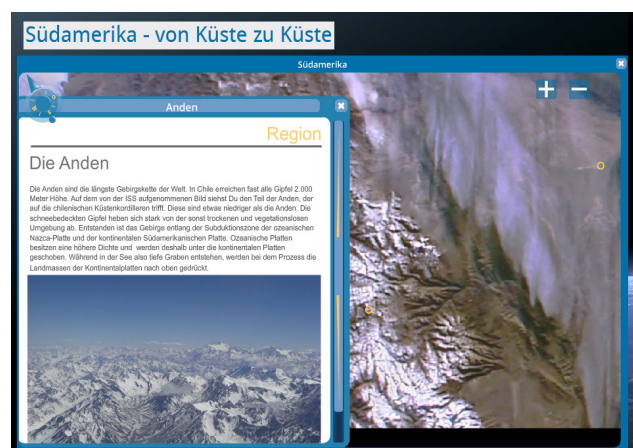 Südamerika - von Küste zu Küste
Südamerika
Anden
Region
Die Anden
Die Anden sind die längste Gebirgskette der Welt. In Chile erreichen fast alle Gipfel 2.000
Meter Höhe. Auf dem von der ISS aufgenommenen Bild siehst Du den Teil der Anden, der
auf die chilenischen Küstenkordilleren trifft. Diese sind etwas niedriger als die Anden. Die
schneebedeckten Gipfel heben sich stark von der sonst trockenen und vegetationslosen
Umgebung ab. Entstanden ist das Gebirge entlang der Subduktionszone der ozeanischen
Nazca-Platte und der kontinentalen Südamerikanischen Platte. Ozeanische Platten
besitzen eine höhere Dichte und werden deshalb unter die kontinentalen Platten
geschoben. Während in der See also tiefe Graben entstehen, werden bei dem Prozess die
Landmassen der Kontinentalplatten nach oben gedrückt.